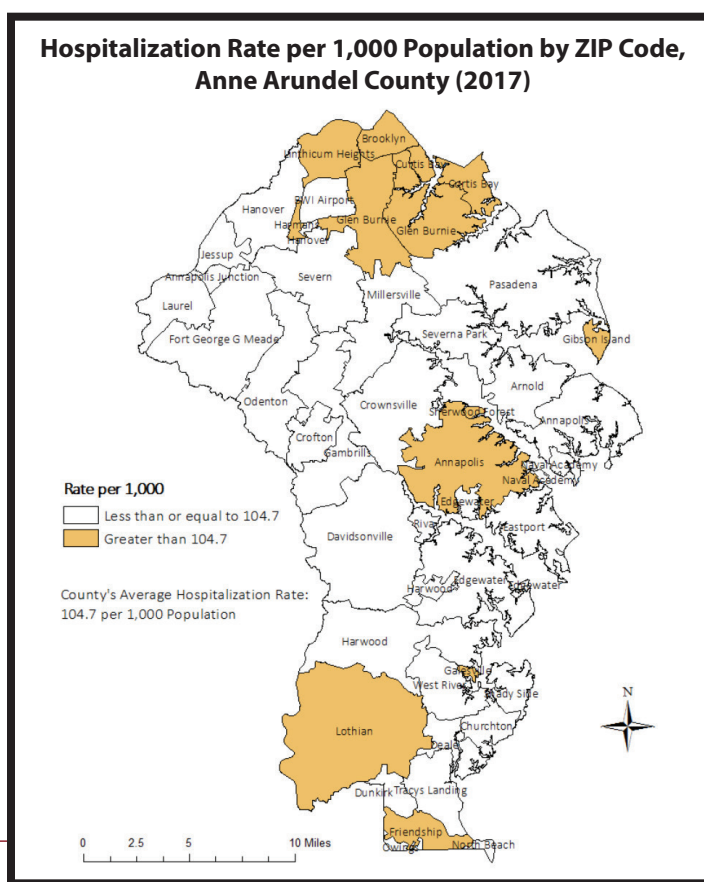 Hospitalization Rate per 1,000 Population by ZIP Code,
Anne Arundel County (2017)
Brooklyn
Linthicum Heights
Curtis Bay
Curtis Bay
BWI Airport
Hanover
Glen Burnie
Harmans
Glen Burnie
Hanover
Jessup
Annapolis Junction
Severn
Pasadena
Millersville
Laurel
Severna Park
Fort George G Meade
Gibson Island
Arnold
Odenton
Crownsville
Sherwood Forest
Annapolis
Crofton
Gambrills
Annapolis
Naval Academy
Naval Academy
Rate per 1,000
Edgewater
Less than or equal to 104.7
Riva
Eastport
Greater than 104.7
Davidsonville
Edgewater
Edgewater
Harwood
County's Average Hospitalization Rate:
104.7 per 1,000 Population
Harwood
Galesville
West River
Shady Side
N
Churchton
Lothian
Deale
Dunkirk
Tracys Landing
Friendship
Owings
North Beach
0 2.5 5 10 Miles